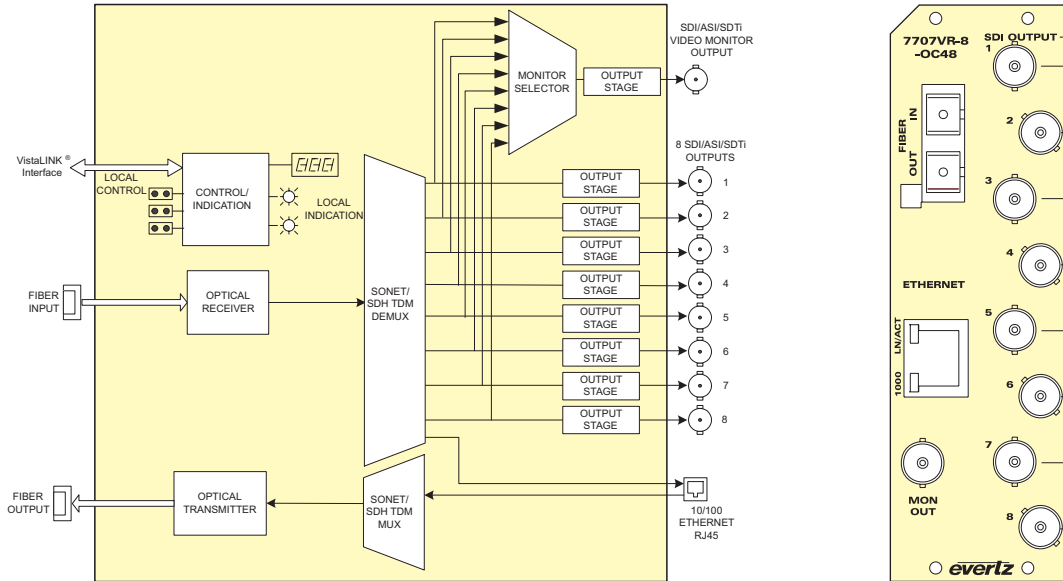 SDI/ASI/SDTi
VIDEO MONITOR
OUTPUT
MONITOR
SELECTOR
OUTPUT
STAGE
VistaLINK ®
Interface
LOCAL
CONTROL
CONTROL/
INDICATION
LOCAL
INDICATION
8 SDI/ASI/SDTi
OUTPUTS
OUTPUT
STAGE
1
OUTPUT
STAGE
2
OUTPUT
STAGE
3
OUTPUT
STAGE
4
OUTPUT
STAGE
5
OUTPUT
STAGE
6
OUTPUT
STAGE
7
OUTPUT
STAGE
8
FIBER
INPUT
OPTICAL
RECEIVER
SONET/
SDH TDM
DEMUX
FIBER
OUTPUT
OPTICAL
TRANSMITTER
SONET/
SDH TDM
MUX
10/100
ETHERNET
RJ45
7707VR-8
-OC48
SDI OUTPUT
FIBER
IN
OUT
ETHERNET
LN/ACT
1000
MON
OUT
1
2
3
4
5
6
7
8
evertz